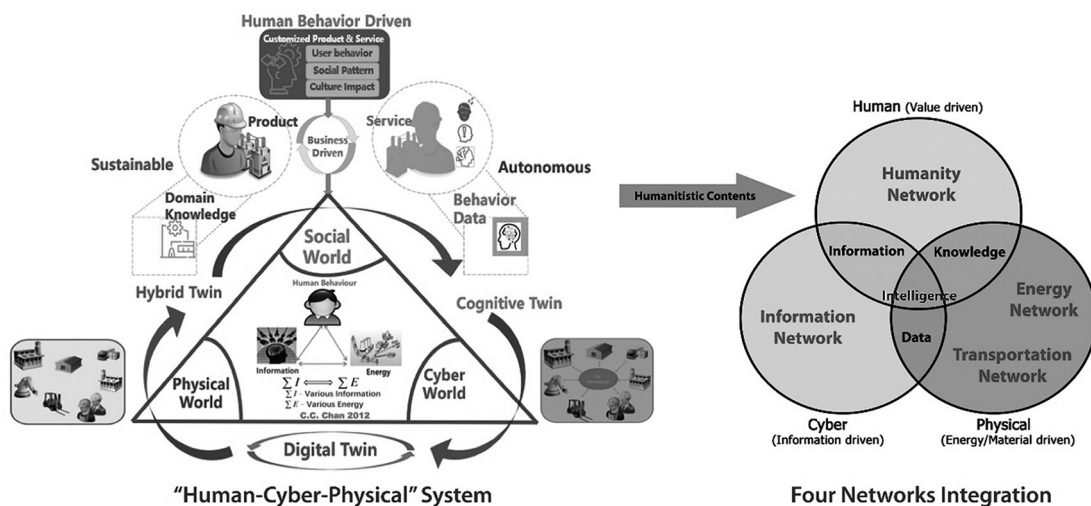 Human Behavior Driven
Customized Product & Service
User behavior
Social Pattern
Culture Impact
Product
Business
Driven
Service
Sustainable
Autonomous
Domain
Knowledge
Behavior
Data
Social
World
Human Behaviour
Hybrid Twin
Cognitive Twin
Information
Energy
∑ I ⟺ ∑ E
∑ I – Various Information
∑ E – Various Energy
C.C. Chan 2012
Physical
World
Cyber
World
Digital Twin
"Human-Cyber-Physical" System
Humanitistic Contents
Human (Value driven)
Humanity
Network
Information
Knowledge
Intelligence
Data
Information
Network
Energy
Network
Transportation
Network
Cyber
(Information driven)
Physical
(Energy/Material driven)
Four Networks Integration